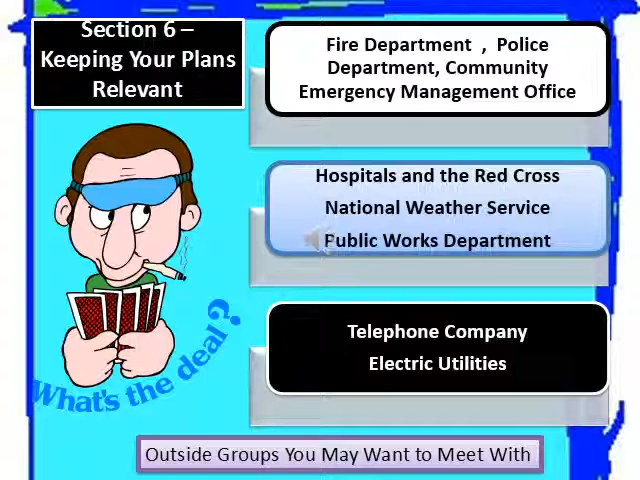 Section 6 –
Keeping Your Plans
Relevant
Fire Department , Police
Department, Community
Emergency Management Office
Hospitals and the Red Cross
National Weather Service
Public Works Department
Telephone Company
Electric Utilities
What's the deal?
Outside Groups You May Want to Meet With